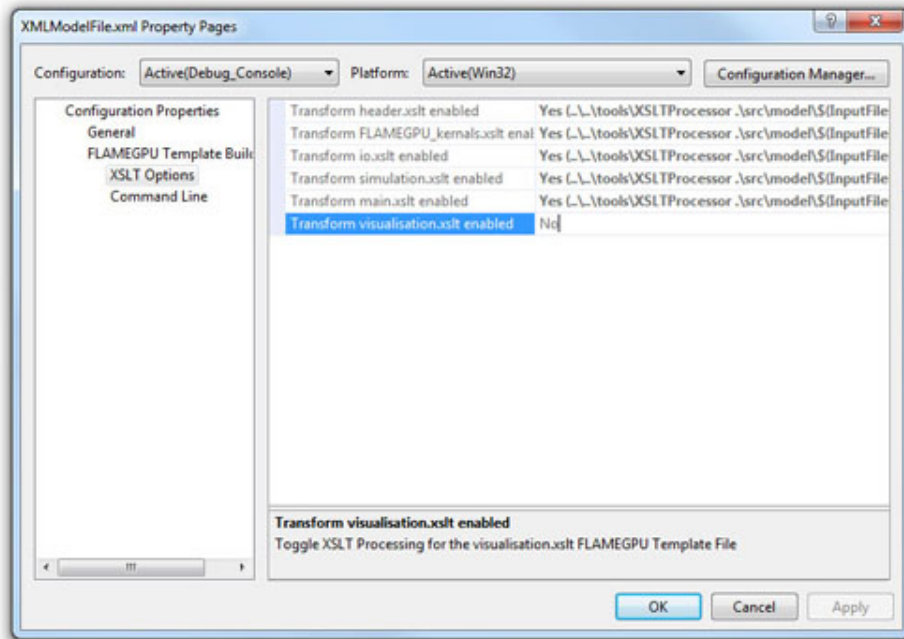 XMLModelFile.xml Property Pages
Configuration: Active(Debug_Console) Platform: Active(Win32) Configuration Manager...
Configuration Properties
General
FLAMEGPU Template Build
XSLT Options
Command Line
Transform header.xslt enabled Yes (..\..\tools\XSLTProcessor .\src\model\$(InputFile
Transform FLAMEGPU_kernals.xslt enal Yes (..\..\tools\XSLTProcessor .\src\model\$(InputFile
Transform io.xslt enabled Yes (..\..\tools\XSLTProcessor .\src\model\$(InputFile
Transform simulation.xslt enabled Yes (..\..\tools\XSLTProcessor .\src\model\$(InputFile
Transform main.xslt enabled Yes (..\..\tools\XSLTProcessor .\src\model\$(InputFile
Transform visualisation.xslt enabled No
Transform visualisation.xslt enabled
Toggle XSLT Processing for the visualisation.xslt FLAMEGPU Template File
OK Cancel Apply